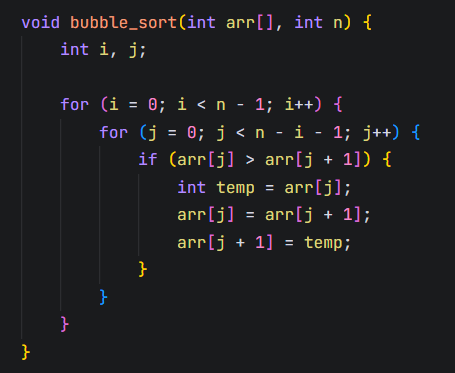 void bubble_sort(int arr[], int n) {
    int i, j;

    for (i = 0; i < n - 1; i++) {
        for (j = 0; j < n - i - 1; j++) {
            if (arr[j] > arr[j + 1]) {
                int temp = arr[j];
                arr[j] = arr[j + 1];
                arr[j + 1] = temp;
            }
        }
    }
}